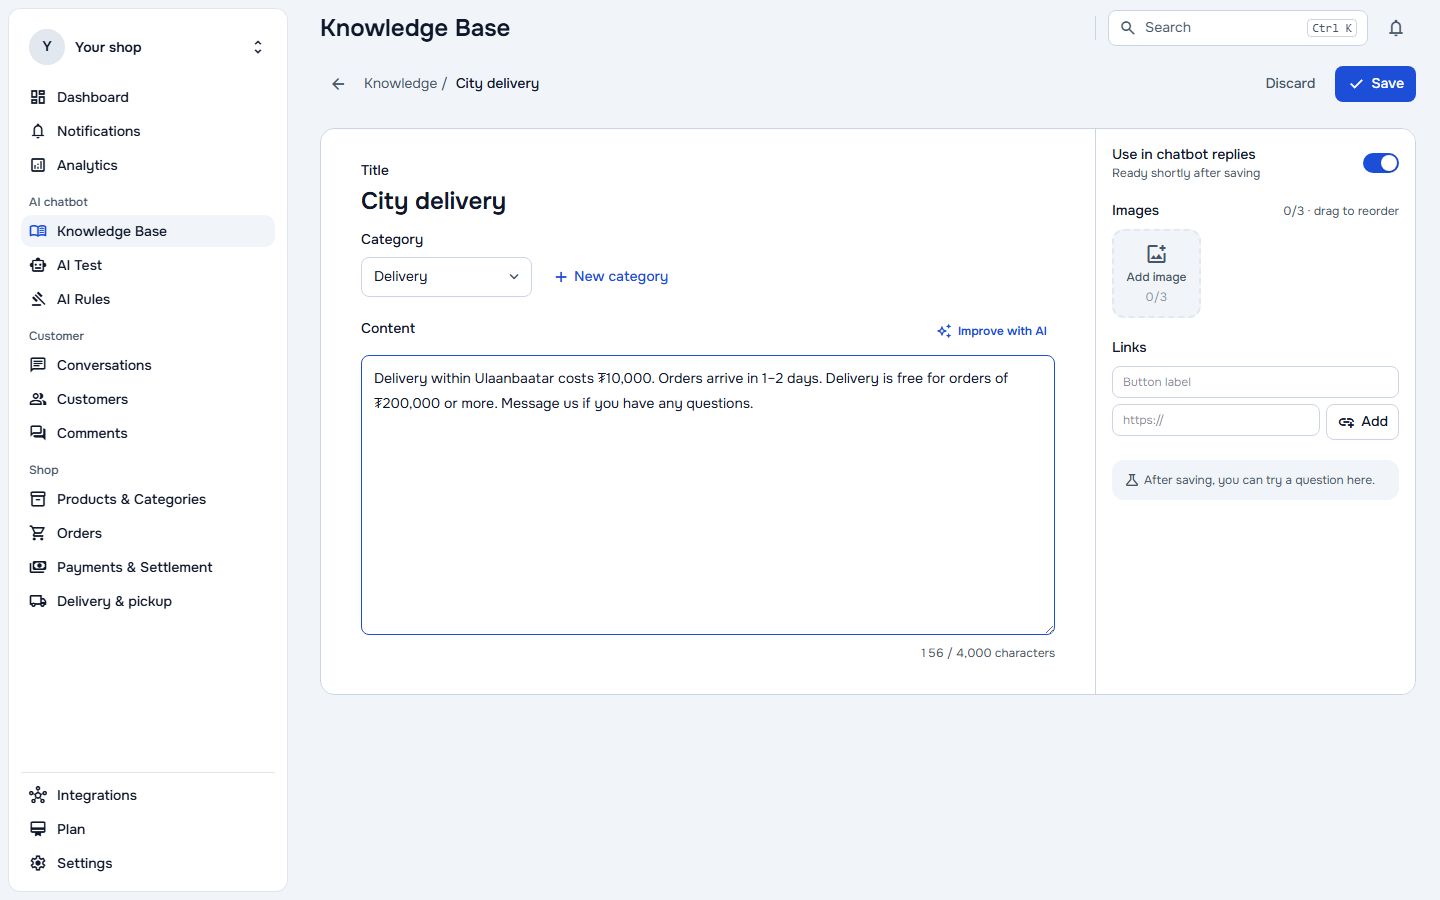 Y
Your shop
Dashboard
Notifications
Analytics
AI chatbot
Knowledge Base
AI Test
AI Rules
Customer
Conversations
Customers
Comments
Shop
Products & Categories
Orders
Payments & Settlement
Delivery & pickup
Integrations
Plan
Settings
Knowledge Base
Search
Ctrl K
Knowledge / City delivery
Discard
Save
Title
City delivery
Category
Delivery
New category
Content
Improve with AI
Delivery within Ulaanbaatar costs ₮10,000. Orders arrive in 1–2 days. Delivery is free for orders of
₮200,000 or more. Message us if you have any questions.
156 / 4,000 characters
Use in chatbot replies
Ready shortly after saving
Images
0/3 · drag to reorder
Add image
0/3
Links
Button label
https://
Add
After saving, you can try a question here.